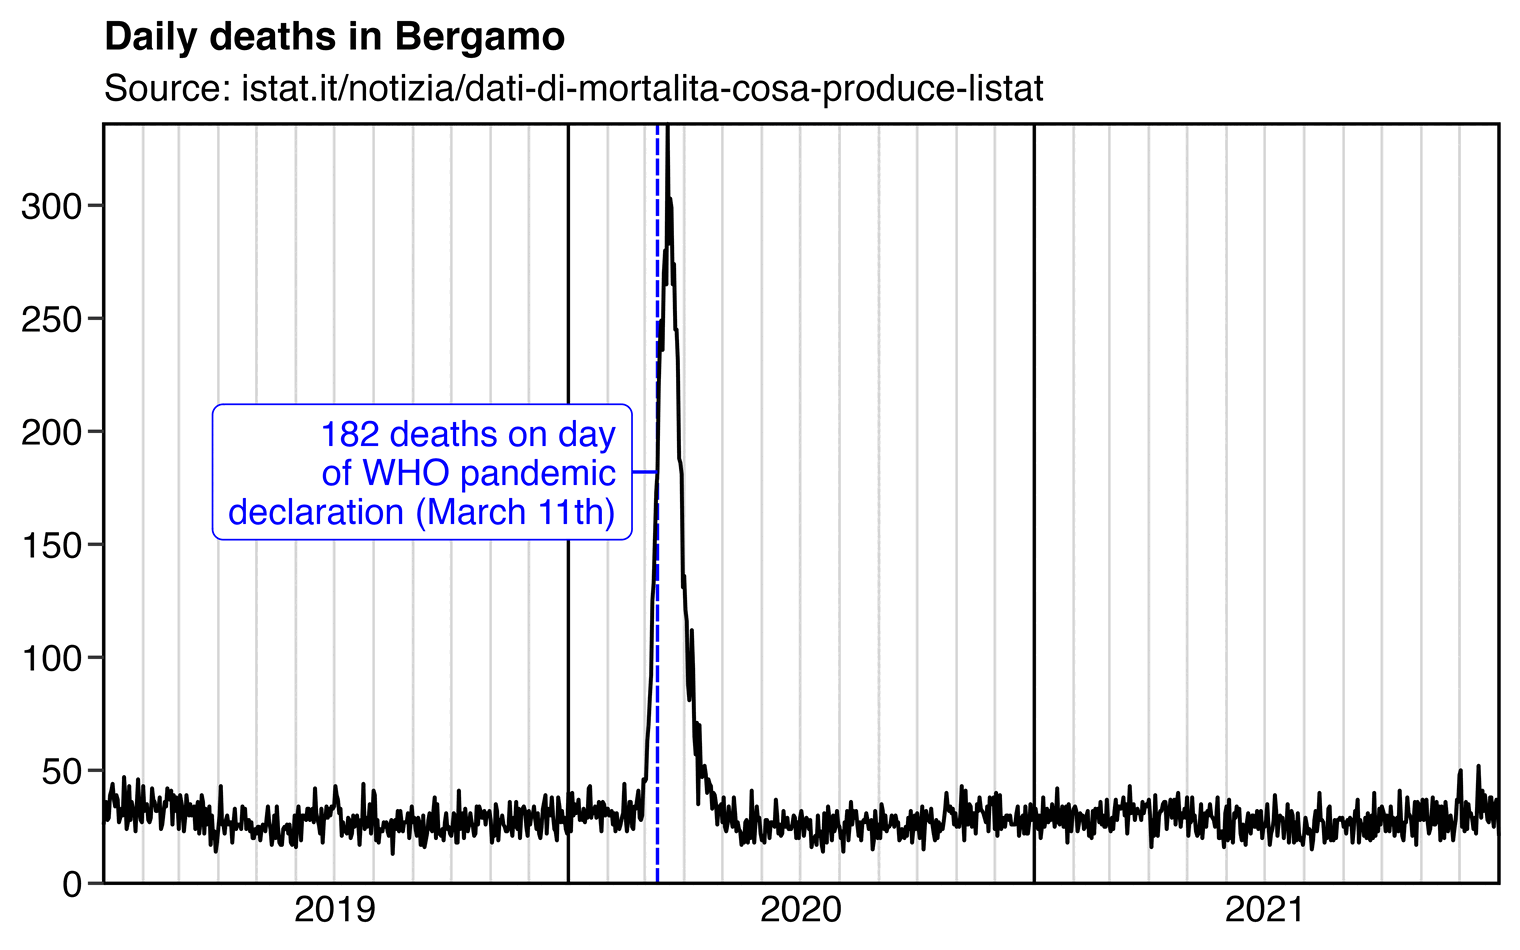 Daily deaths in Bergamo
Source: istat.it/notizia/dati-di-mortalita-cosa-produce-listat
300
250
200
150
100
50
0
182 deaths on day
of WHO pandemic
declaration (March 11th)
2019
2020
2021